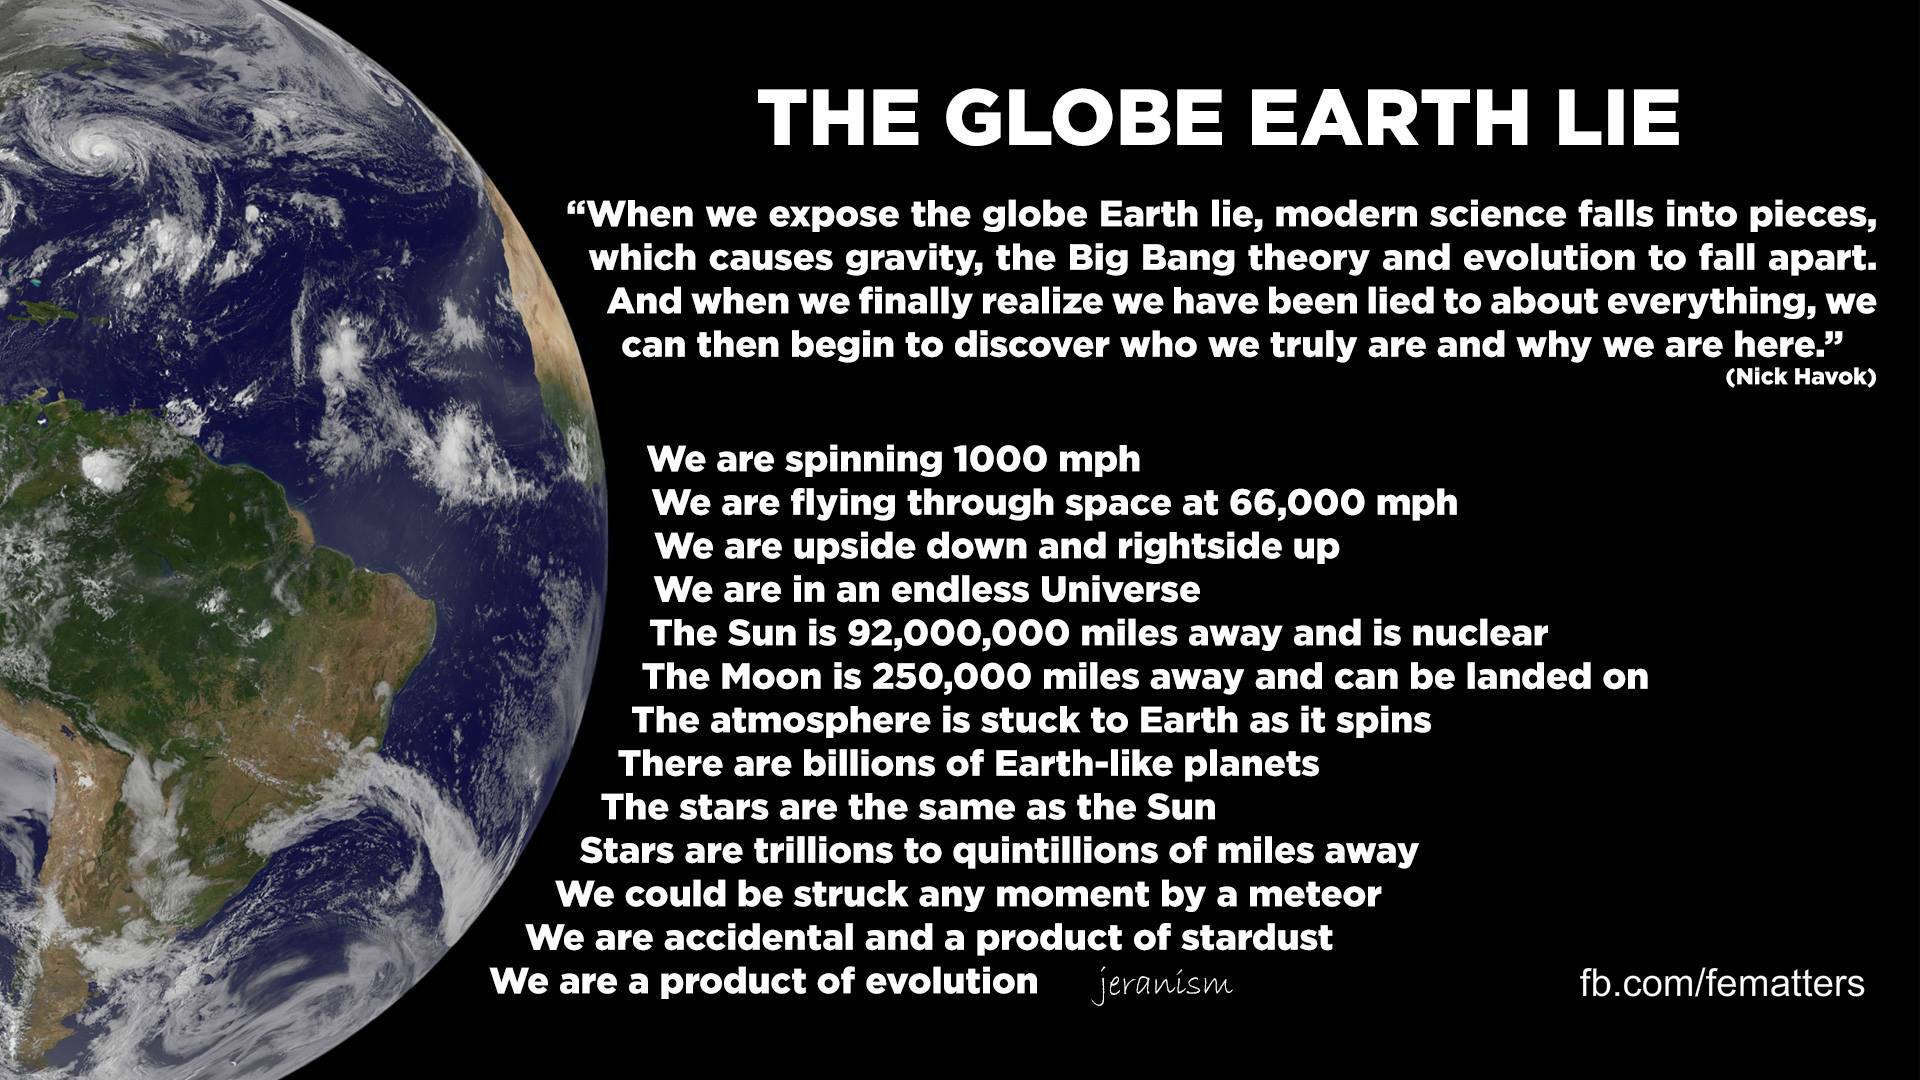 THE GLOBE EARTH LIE
“When we expose the globe Earth lie, modern science falls into pieces,
which causes gravity, the Big Bang theory and evolution to fall apart.
And when we finally realize we have been lied to about everything, we
can then begin to discover who we truly are and why we are here.”
(Nick Havok)
We are spinning 1000 mph
We are flying through space at 66,000 mph
We are upside down and rightside up
We are in an endless Universe
The Sun is 92,000,000 miles away and is nuclear
The Moon is 250,000 miles away and can be landed on
The atmosphere is stuck to Earth as it spins
There are billions of Earth-like planets
The stars are the same as the Sun
Stars are trillions to quintillions of miles away
We could be struck any moment by a meteor
We are accidental and a product of stardust
We are a product of evolution
jeranism
fb.com/fematters